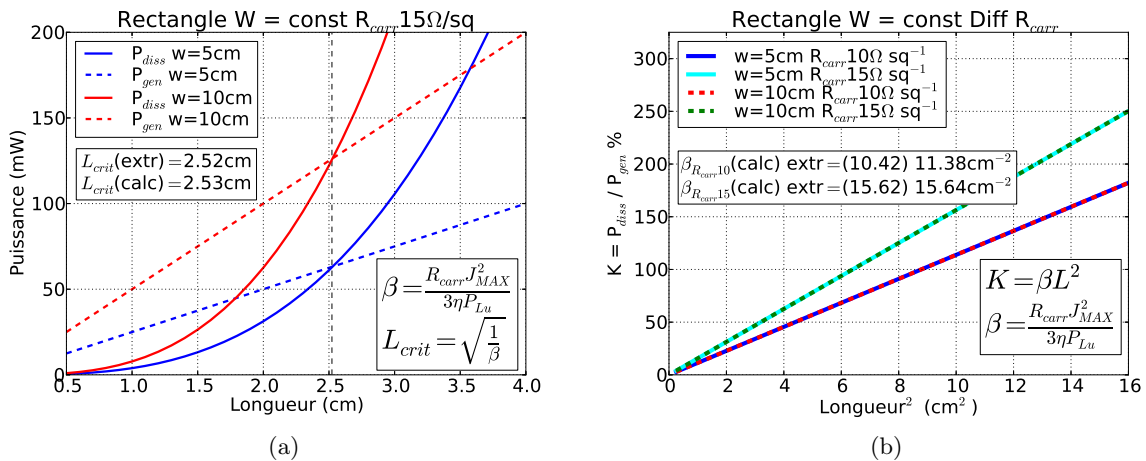 Rectangle W = const R_carr 15Ω/sq
200
150
100
50
0
0.5 1.0 1.5 2.0 2.5 3.0 3.5 4.0
Puissance (mW)
Longueur (cm)
P_diss w=5cm
P_gen w=5cm
P_diss w=10cm
P_gen w=10cm
L_crit(extr)=2.52cm
L_crit(calc)=2.53cm
β=R_carr J²_MAX / 3ηP_Lu
L_crit=√(1/β)
(a)
Rectangle W = const Diff R_carr
300
250
200
150
100
50
0
0 2 4 6 8 10 12 14 16
K = P_diss / P_gen %
Longueur² (cm²)
w=5cm R_carr 10Ω sq⁻¹
w=5cm R_carr 15Ω sq⁻¹
w=10cm R_carr 10Ω sq⁻¹
w=10cm R_carr 15Ω sq⁻¹
β_R_carr10(calc) extr=(10.42) 11.38cm⁻²
β_R_carr15(calc) extr=(15.62) 15.64cm⁻²
K=βL²
β=R_carr J²_MAX / 3ηP_Lu
(b)